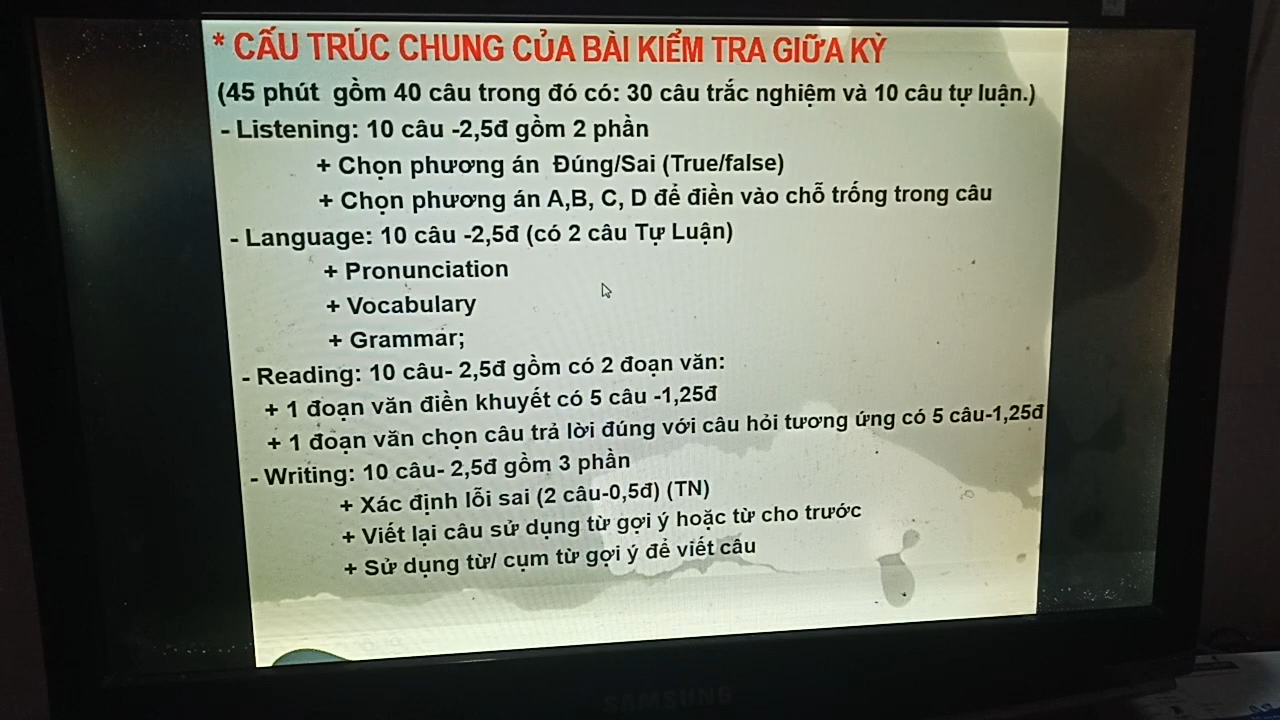 * CẤU TRÚC CHUNG CỦA BÀI KIỂM TRA GIỮA KỲ
(45 phút gồm 40 câu trong đó có: 30 câu trắc nghiệm và 10 câu tự luận.)
- Listening: 10 câu -2,5đ gồm 2 phần
+ Chọn phương án Đúng/Sai (True/false)
+ Chọn phương án A,B, C, D để điền vào chỗ trống trong câu
- Language: 10 câu -2,5đ (có 2 câu Tự Luận)
+ Pronunciation
+ Vocabulary
+ Grammar;
- Reading: 10 câu- 2,5đ gồm có 2 đoạn văn:
+ 1 đoạn văn điền khuyết có 5 câu -1,25đ
+ 1 đoạn văn chọn câu trả lời đúng với câu hỏi tương ứng có 5 câu-1,25đ
- Writing: 10 câu- 2,5đ gồm 3 phần
+ Xác định lỗi sai (2 câu-0,5đ) (TN)
+ Viết lại câu sử dụng từ gợi ý hoặc từ cho trước
+ Sử dụng từ/ cụm từ gợi ý để viết câu
SAMSUNG